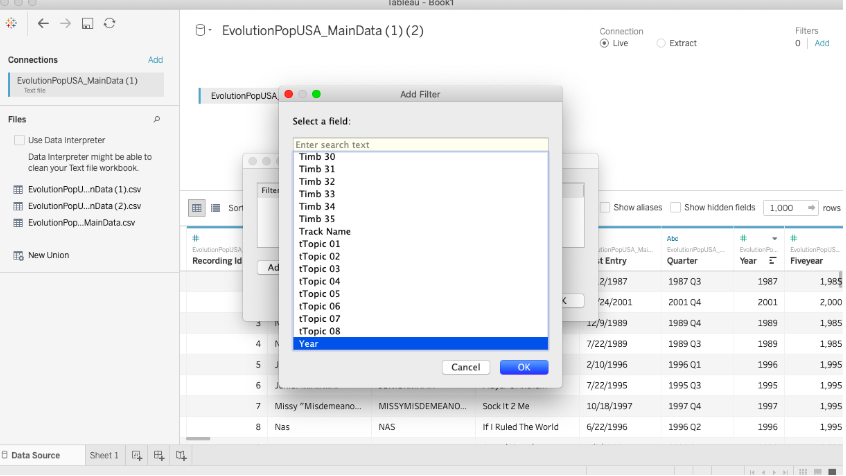 Tableau - Book1
EvolutionPopUSA_MainData (1) (2)
Connection
Live
Extract
Filters
0
Add
Connections
Add
EvolutionPopUSA_MainData (1)
Text file
EvolutionPopUSA_
Files
Use Data Interpreter
Data Interpreter might be able to
clean your Text file workbook.
EvolutionPopU...nData (1).csv
EvolutionPopU...nData (2).csv
EvolutionPop...MainData.csv
New Union
Add Filter
Select a field:
Enter search text
Timb 30
Timb 31
Timb 32
Timb 33
Timb 34
Timb 35
Track Name
tTopic 01
tTopic 02
tTopic 03
tTopic 04
tTopic 05
tTopic 06
tTopic 07
tTopic 08
Year
Cancel
OK
Filter
Ad
K
Sort
Show aliases
Show hidden fields
1,000
rows
EvolutionPopUSA_
Recording Id
utionPopUSA_Mai...
st Entry
Abc
EvolutionPopUSA_...
Quarter
EvolutionPo...
Year
EvolutionPopUS...
Fiveyear
2/1987 1987 Q3 1987 1,985
/24/2001 2001 Q4 2001 2,000
3 12/9/1989 1989 Q4 1989 1,985
4 7/22/1989 1989 Q3 1989 1,985
5 2/10/1996 1996 Q1 1996 1,995
6 7/22/1995 1995 Q3 1995 1,995
7 Missy "Misdemeano... MISSYMISDEMEANO... Sock It 2 Me 10/18/1997 1997 Q4 1997 1,995
8 Nas NAS If I Ruled The World 6/22/1996 1996 Q2 1996 1,995
Data Source
Sheet 1